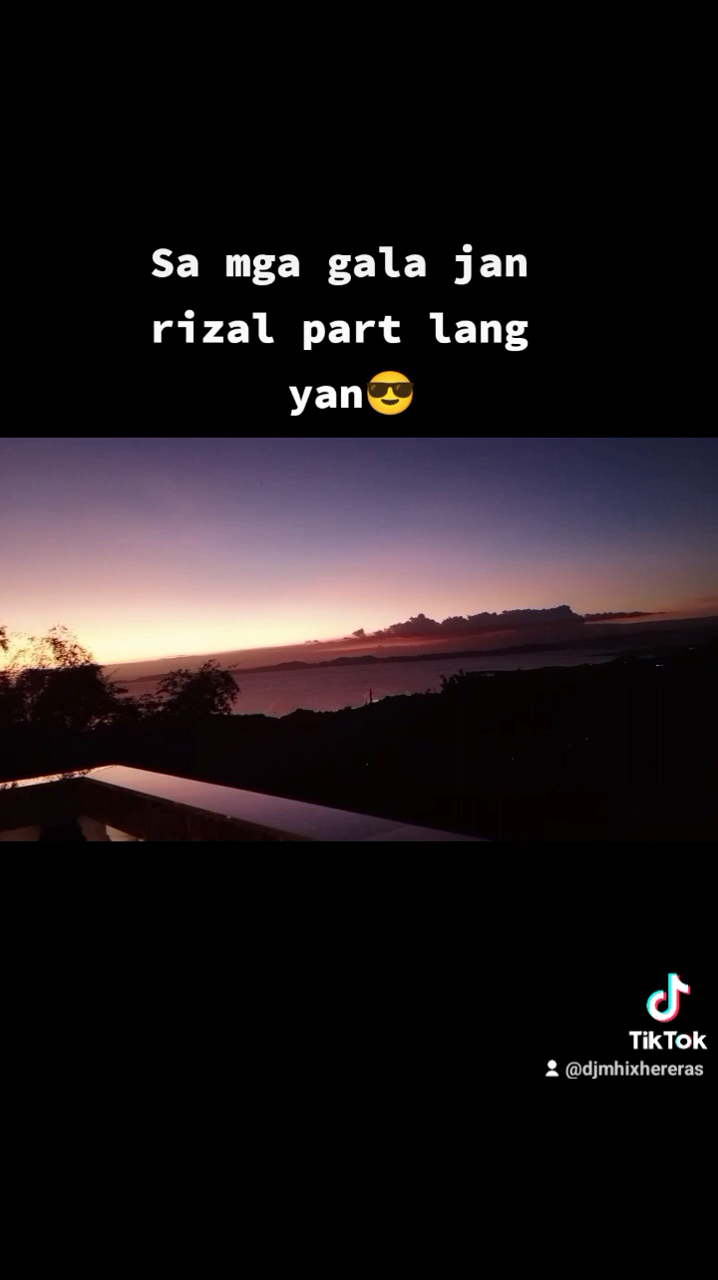 Sa mga gala jan
rizal part lang
yan😎
TikTok
@djmhixhereras